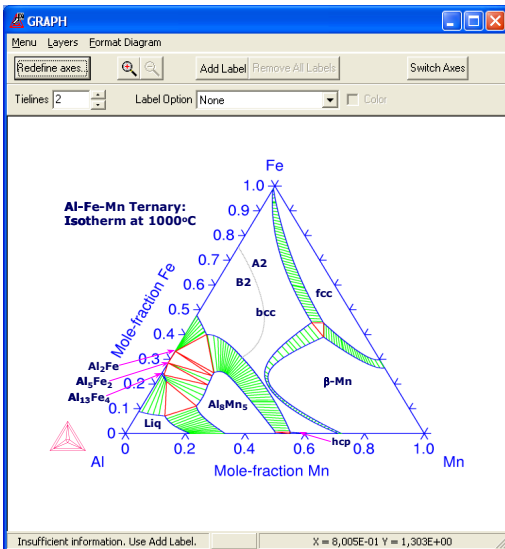 GRAPH
Menu Layers Format Diagram
Redefine axes.. Add Label Remove All Labels Switch Axes
Tielines 2 Label Option None Color
Fe
Al-Fe-Mn Ternary:
Isotherm at 1000ºC
1.0
0.9
0.8
0.7
0.6
0.5
0.4
0.3
0.2
0.1
0
Mole-fraction Fe
A2
B2
bcc
fcc
β-Mn
Al₂Fe
Al₅Fe₂
Al₁₃Fe₄
Al₈Mn₅
Liq
hcp
0 0.2 0.4 0.6 0.8 1.0
Al Mole-fraction Mn Mn
Insufficient information. Use Add Label. X = 8,005E-01 Y = 1,303E+00